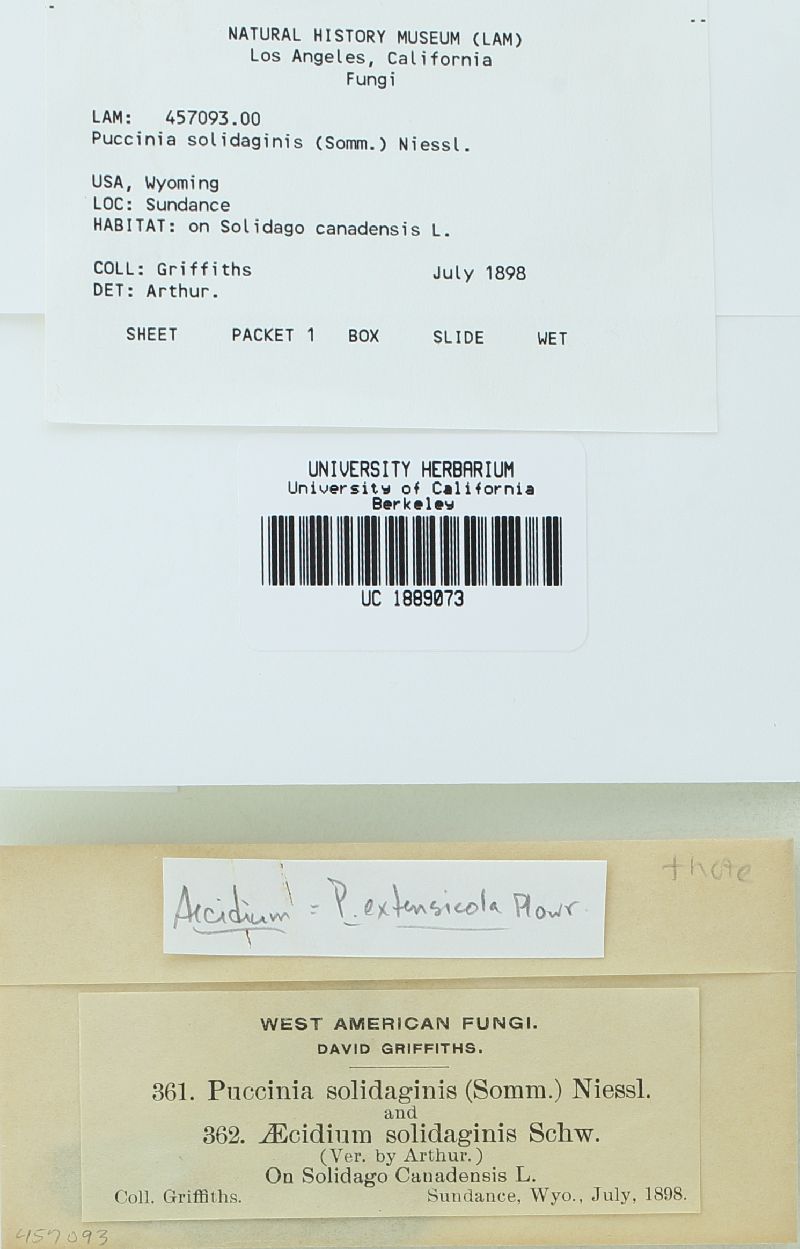 NATURAL HISTORY MUSEUM (LAM)
Los Angeles, California
Fungi
LAM: 457093.00
Puccinia solidaginis (Somm.) Niessl.
USA, Wyoming
LOC: Sundance
HABITAT: on Solidago canadensis L.
COLL: Griffiths July 1898
DET: Arthur.
SHEET PACKET 1 BOX SLIDE WET
UNIVERSITY HERBARIUM
University of California
Berkeley
UC 1889073
+ note
Aecidium = P. extensicola Plowr.
WEST AMERICAN FUNGI.
DAVID GRIFFITHS.
361. Puccinia solidaginis (Somm.) Niessl.
and
362. Æcidium solidaginis Schw.
(Ver. by Arthur.)
On Solidago Canadensis L.
Coll. Griffiths. Sundance, Wyo., July, 1898.
457093